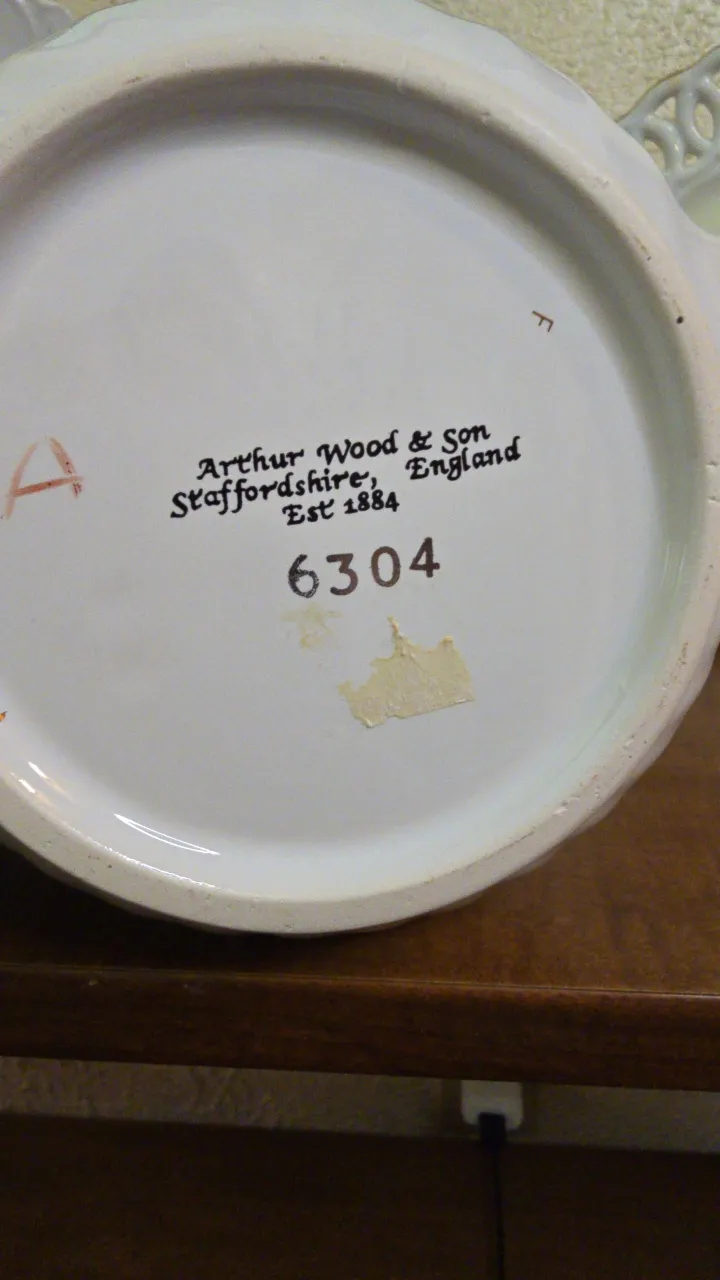 F
A
Arthur Wood & Son
Staffordshire, England
Est 1884
6304